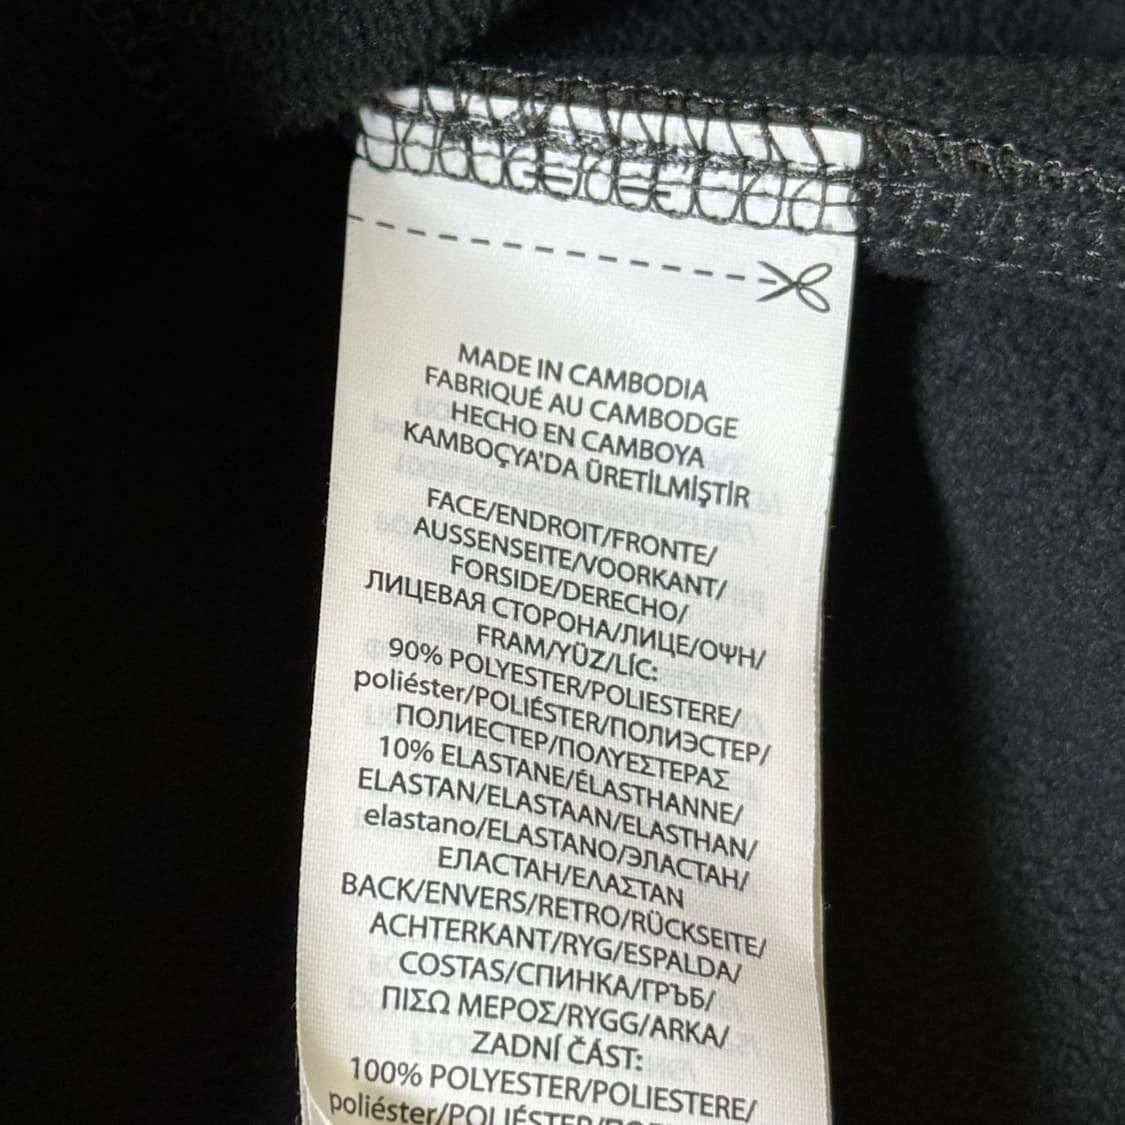 MADE IN CAMBODIA
FABRIQUÉ AU CAMBODGE
HECHO EN CAMBOYA
KAMBOÇYA'DA ÜRETİLMİŞTİR
FACE/ENDROIT/FRONTE/
AUSSENSEITE/VOORKANT/
FORSIDE/DERECHO/
ЛИЦЕВАЯ СТОРОНА/ЛИЦЕ/ΟΨΗ/
FRAM/YÜZ/LÍC:
90% POLYESTER/POLIESTERE/
poliéster/POLIÉSTER/ПОЛИЭСТЕР/
ПОЛИЕСТЕР/ΠΟΛΥΕΣΤΕΡΑΣ
10% ELASTANE/ÉLASTHANNE/
ELASTAN/ELASTAAN/ELASTHAN/
elastano/ELASTANO/ЭЛАСТАН/
ЕЛАСТАН/ΕΛΑΣΤΑΝ
BACK/ENVERS/RETRO/RÜCKSEITE/
ACHTERKANT/RYG/ESPALDA/
COSTAS/СПИНКА/ГРЪБ/
ΠΙΣΩ ΜΕΡΟΣ/RYGG/ARKA/
ZADNÍ ČÁST:
100% POLYESTER/POLIESTERE/
poliéster/POLIÉSTER/